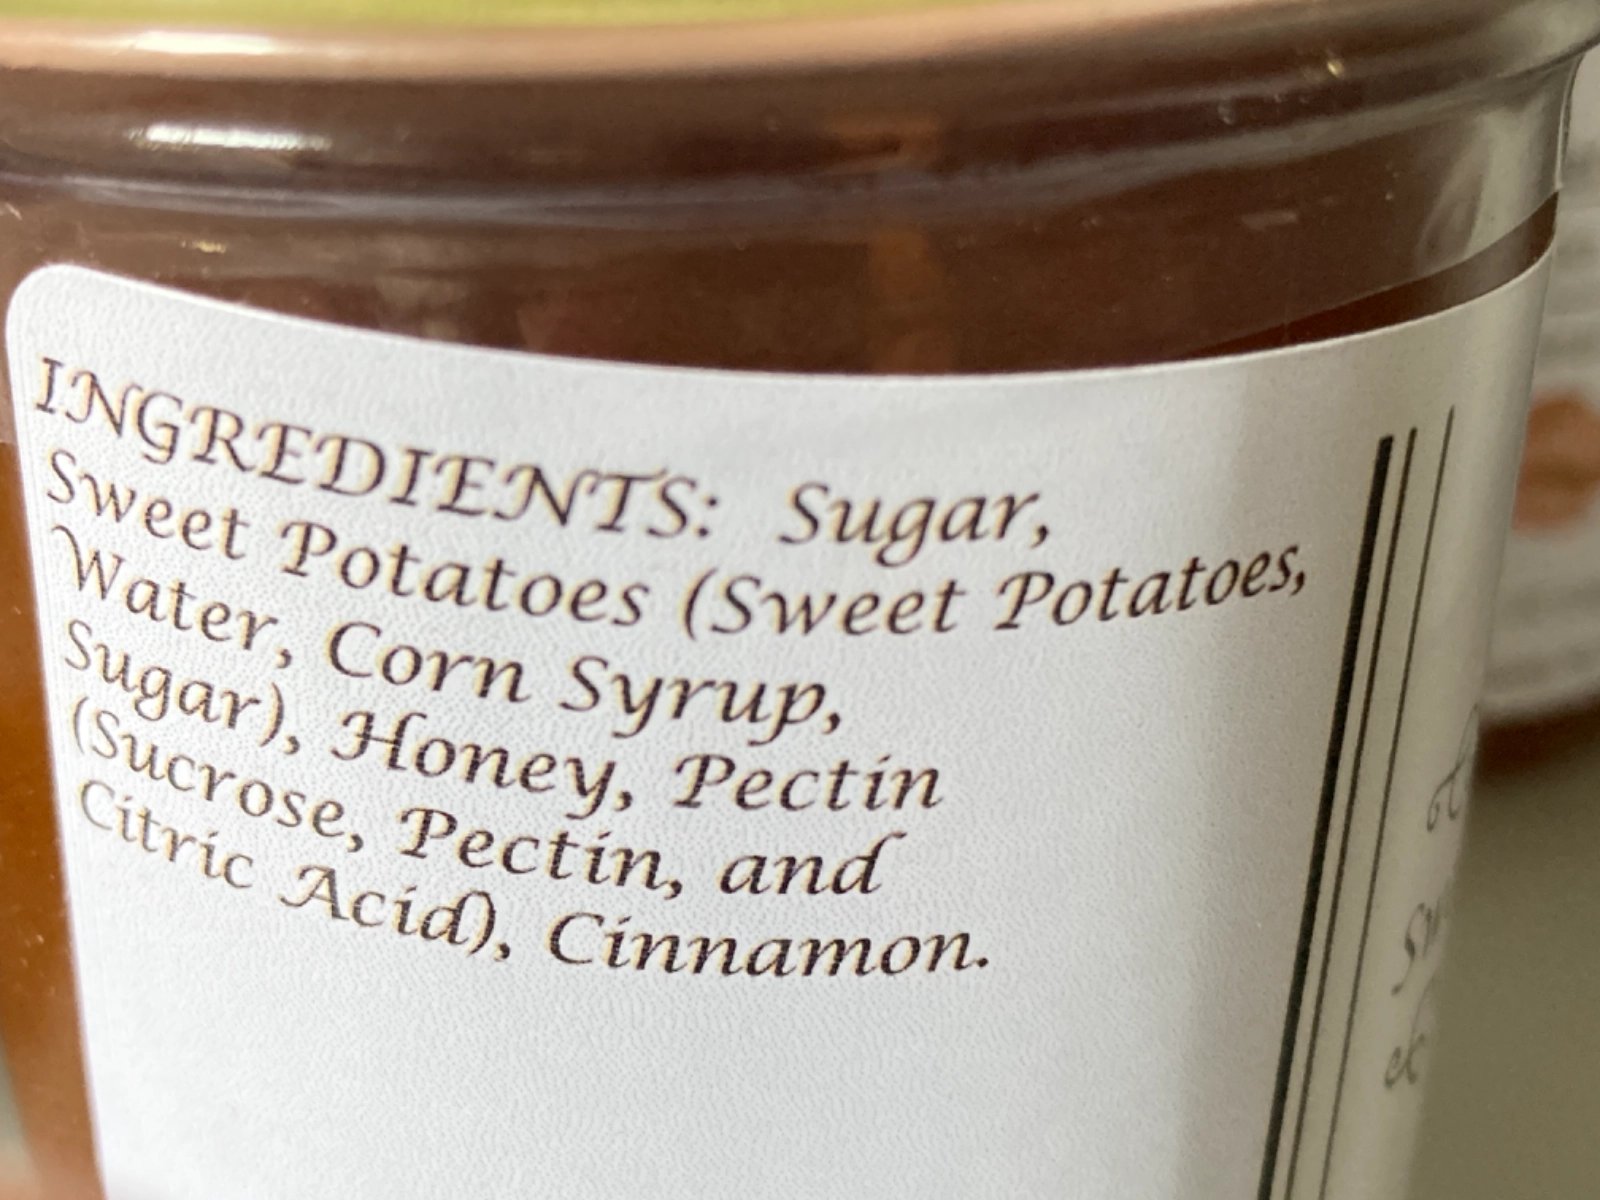 INGREDIENTS: Sugar,
Sweet Potatoes (Sweet Potatoes,
Water, Corn Syrup,
Sugar), Honey, Pectin
(Sucrose, Pectin, and
Citric Acid), Cinnamon.